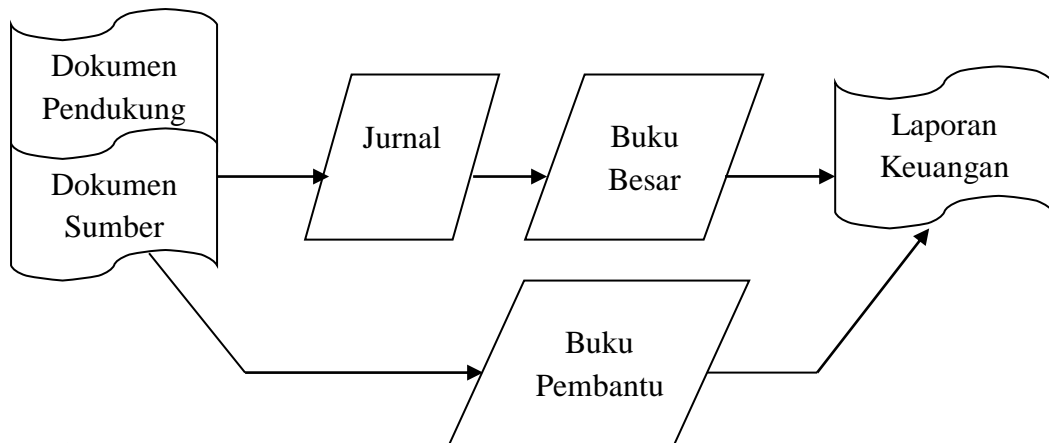 Dokumen
Pendukung
Dokumen
Sumber
Jurnal
Buku
Besar
Laporan
Keuangan
Buku
Pembantu